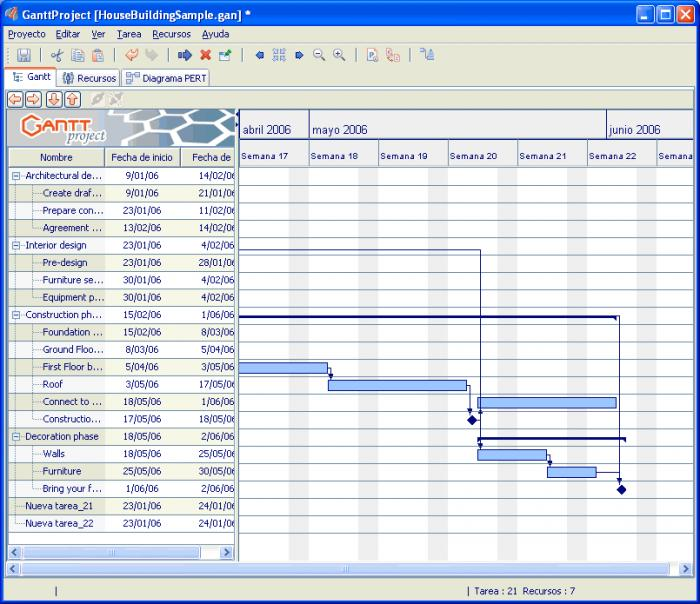 GanttProject [HouseBuildingSample.gan] *
Proyecto Editar Ver Tarea Recursos Ayuda
Gantt Recursos Diagrama PERT
GANTT project
abril 2006 mayo 2006 junio 2006
Nombre Fecha de inicio Fecha de
Semana 17 Semana 18 Semana 19 Semana 20 Semana 21 Semana 22 Semana
Architectural de... 9/01/06 14/02/06
Create draf... 9/01/06 21/01/06
Prepare con... 23/01/06 11/02/06
Agreement ... 13/02/06 14/02/06
Interior design 23/01/06 4/02/06
Pre-design 23/01/06 28/01/06
Furniture se... 30/01/06 4/02/06
Equipment p... 30/01/06 4/02/06
Construction ph... 15/02/06 1/06/06
Foundation ... 15/02/06 8/03/06
Ground Floo... 8/03/06 5/04/06
First Floor b... 5/04/06 3/05/06
Roof 3/05/06 17/05/06
Connect to ... 18/05/06 1/06/06
Constructio... 17/05/06 18/05/06
Decoration phase 18/05/06 2/06/06
Walls 18/05/06 25/05/06
Furniture 25/05/06 30/05/06
Bring your f... 1/06/06 2/06/06
Nueva tarea_21 23/01/06 24/01/06
Nueva tarea_22 23/01/06 24/01/06
Tarea : 21 Recursos : 7